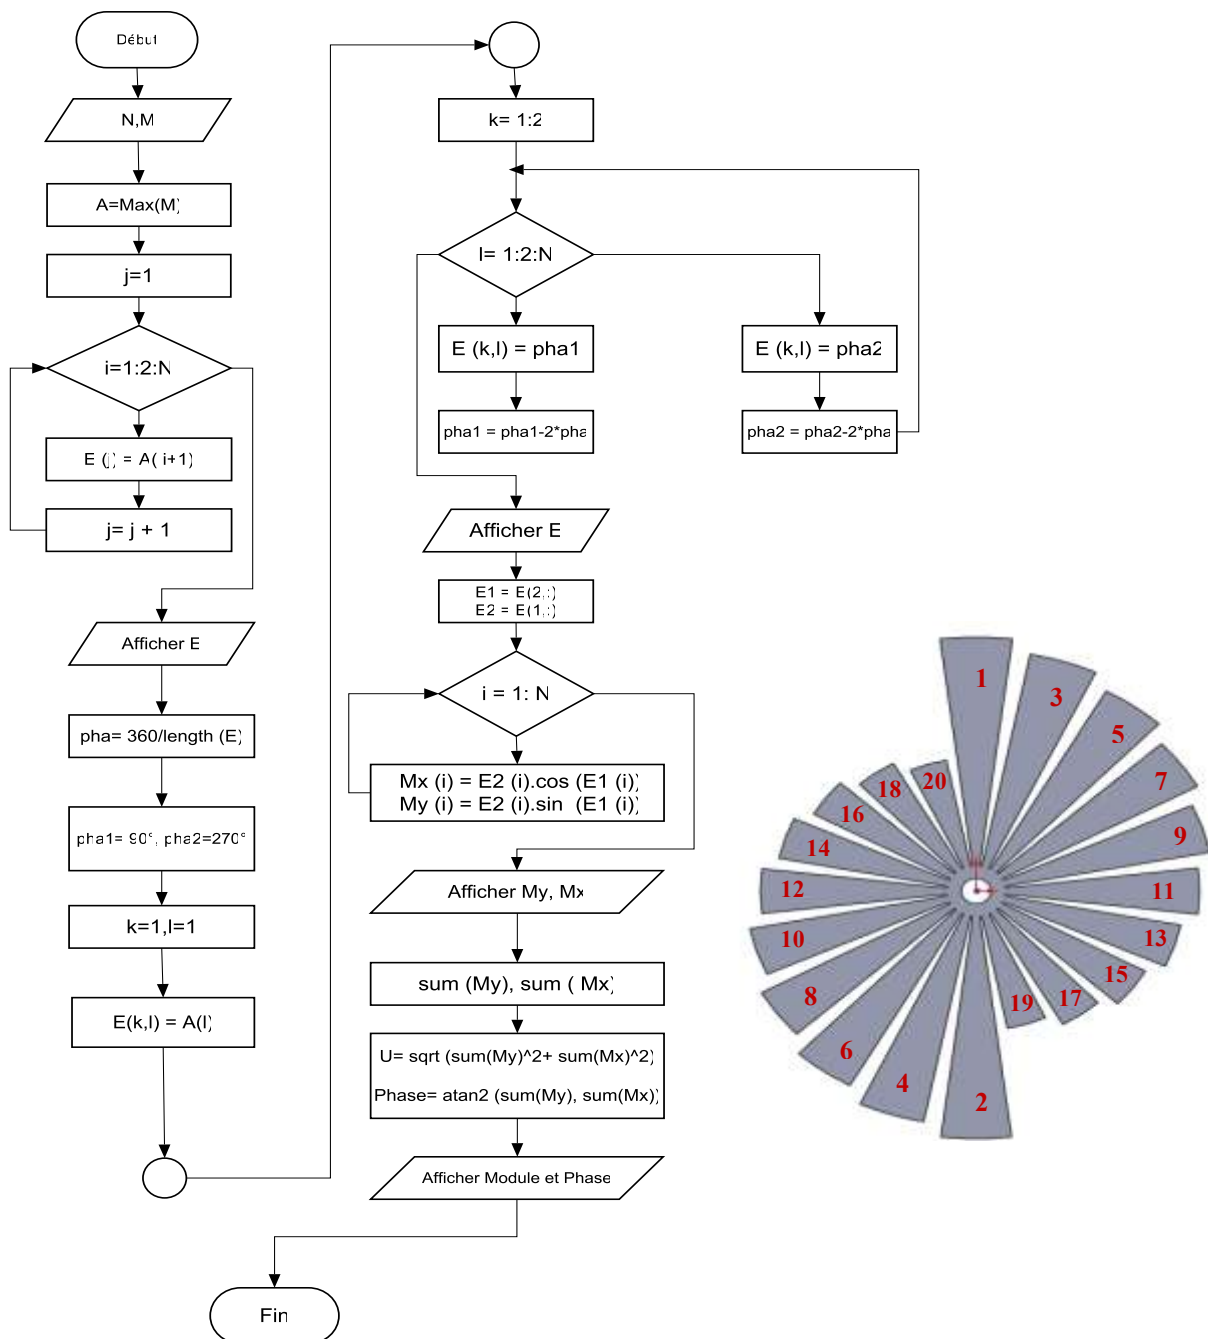 Début
N,M
A=Max(M)
j=1
i=1:2:N
E (j) = A( i+1)
j= j + 1
Afficher E
pha= 360/length (E)
pha1= 90°, pha2=270°
k=1,l=1
E(k,l) = A(l)
k= 1:2
l= 1:2:N
E (k,l) = pha1
E (k,l) = pha2
pha1 = pha1-2*pha
pha2 = pha2-2*pha
Afficher E
E1 = E(2,:)
E2 = E(1,:)
i = 1: N
Mx (i) = E2 (i).cos (E1 (i))
My (i) = E2 (i).sin (E1 (i))
Afficher My, Mx
sum (My), sum ( Mx)
U= sqrt (sum(My)^2+ sum(Mx)^2)
Phase= atan2 (sum(My), sum(Mx))
Afficher Module et Phase
Fin
1
3
5
7
9
11
13
15
17
19
2
4
6
8
10
12
14
16
18
20